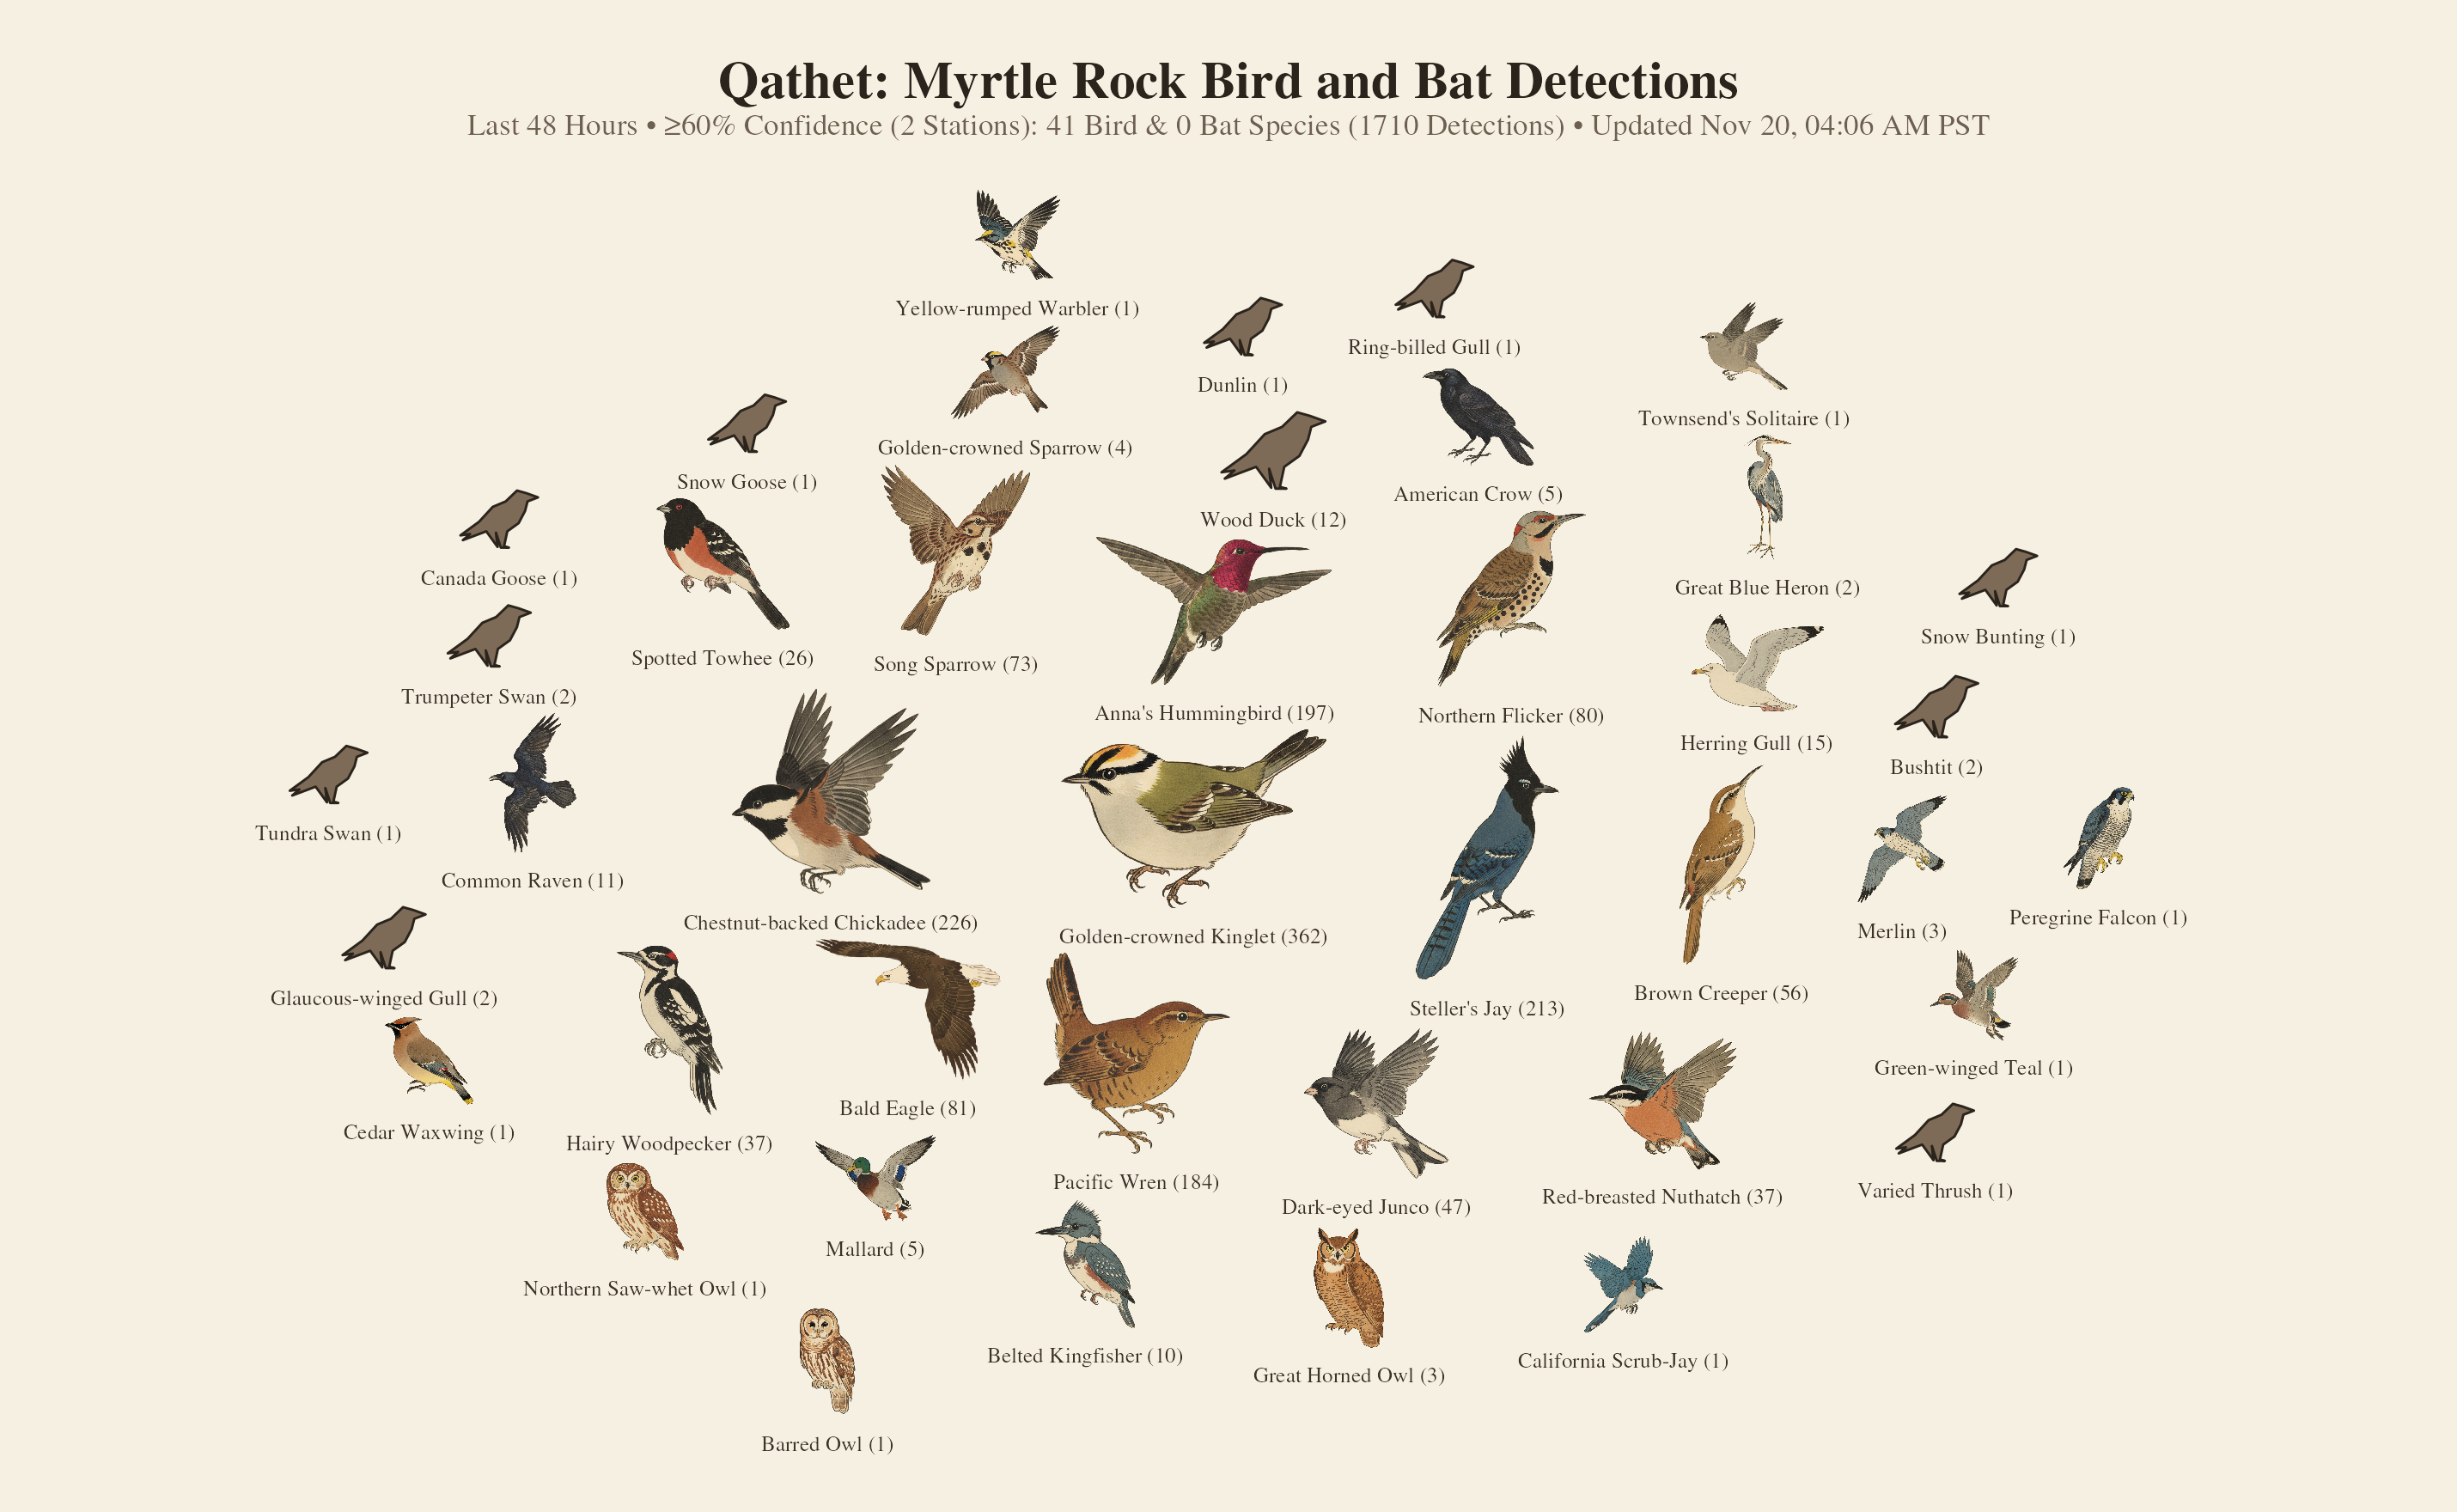 Qathet: Myrtle Rock Bird and Bat Detections
Last 48 Hours • ≥60% Confidence (2 Stations): 41 Bird & 0 Bat Species (1710 Detections) • Updated Nov 20, 04:06 AM PST
Yellow-rumped Warbler (1)
Ring-billed Gull (1)
Dunlin (1)
Townsend's Solitaire (1)
Golden-crowned Sparrow (4)
Snow Goose (1)
American Crow (5)
Wood Duck (12)
Canada Goose (1)
Great Blue Heron (2)
Snow Bunting (1)
Spotted Towhee (26)
Song Sparrow (73)
Trumpeter Swan (2)
Anna's Hummingbird (197)
Northern Flicker (80)
Herring Gull (15)
Bushtit (2)
Tundra Swan (1)
Common Raven (11)
Peregrine Falcon (1)
Chestnut-backed Chickadee (226)
Merlin (3)
Golden-crowned Kinglet (362)
Brown Creeper (56)
Glaucous-winged Gull (2)
Steller's Jay (213)
Green-winged Teal (1)
Bald Eagle (81)
Cedar Waxwing (1)
Hairy Woodpecker (37)
Pacific Wren (184)
Varied Thrush (1)
Red-breasted Nuthatch (37)
Dark-eyed Junco (47)
Mallard (5)
Northern Saw-whet Owl (1)
Belted Kingfisher (10)
California Scrub-Jay (1)
Great Horned Owl (3)
Barred Owl (1)